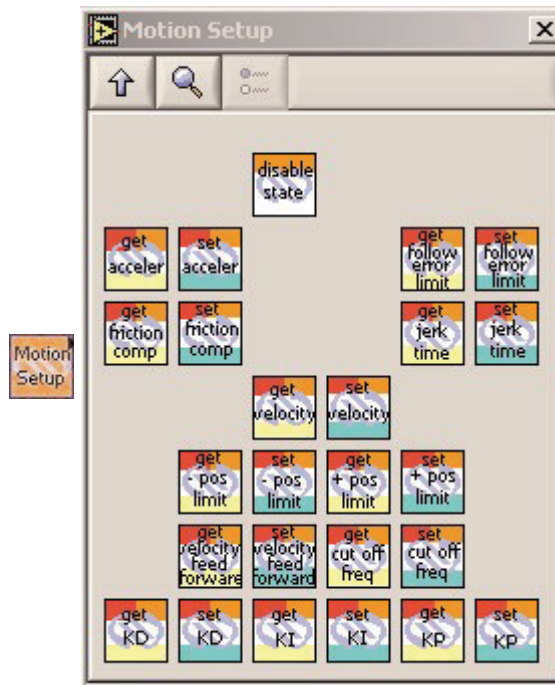 Motion Setup
disable
state
get
acceler
set
acceler
get
follow
error
limit
set
follow
error
limit
get
friction
comp
set
friction
comp
get
jerk
time
set
jerk
time
Motion
Setup
get
velocity
set
velocity
get
- pos
limit
set
- pos
limit
get
+ pos
limit
set
+ pos
limit
get
velocity
feed
forware
set
velocity
feed
forward
get
cut off
freq
set
cut off
freq
get
KD
set
KD
get
KI
set
KI
get
KP
set
KP